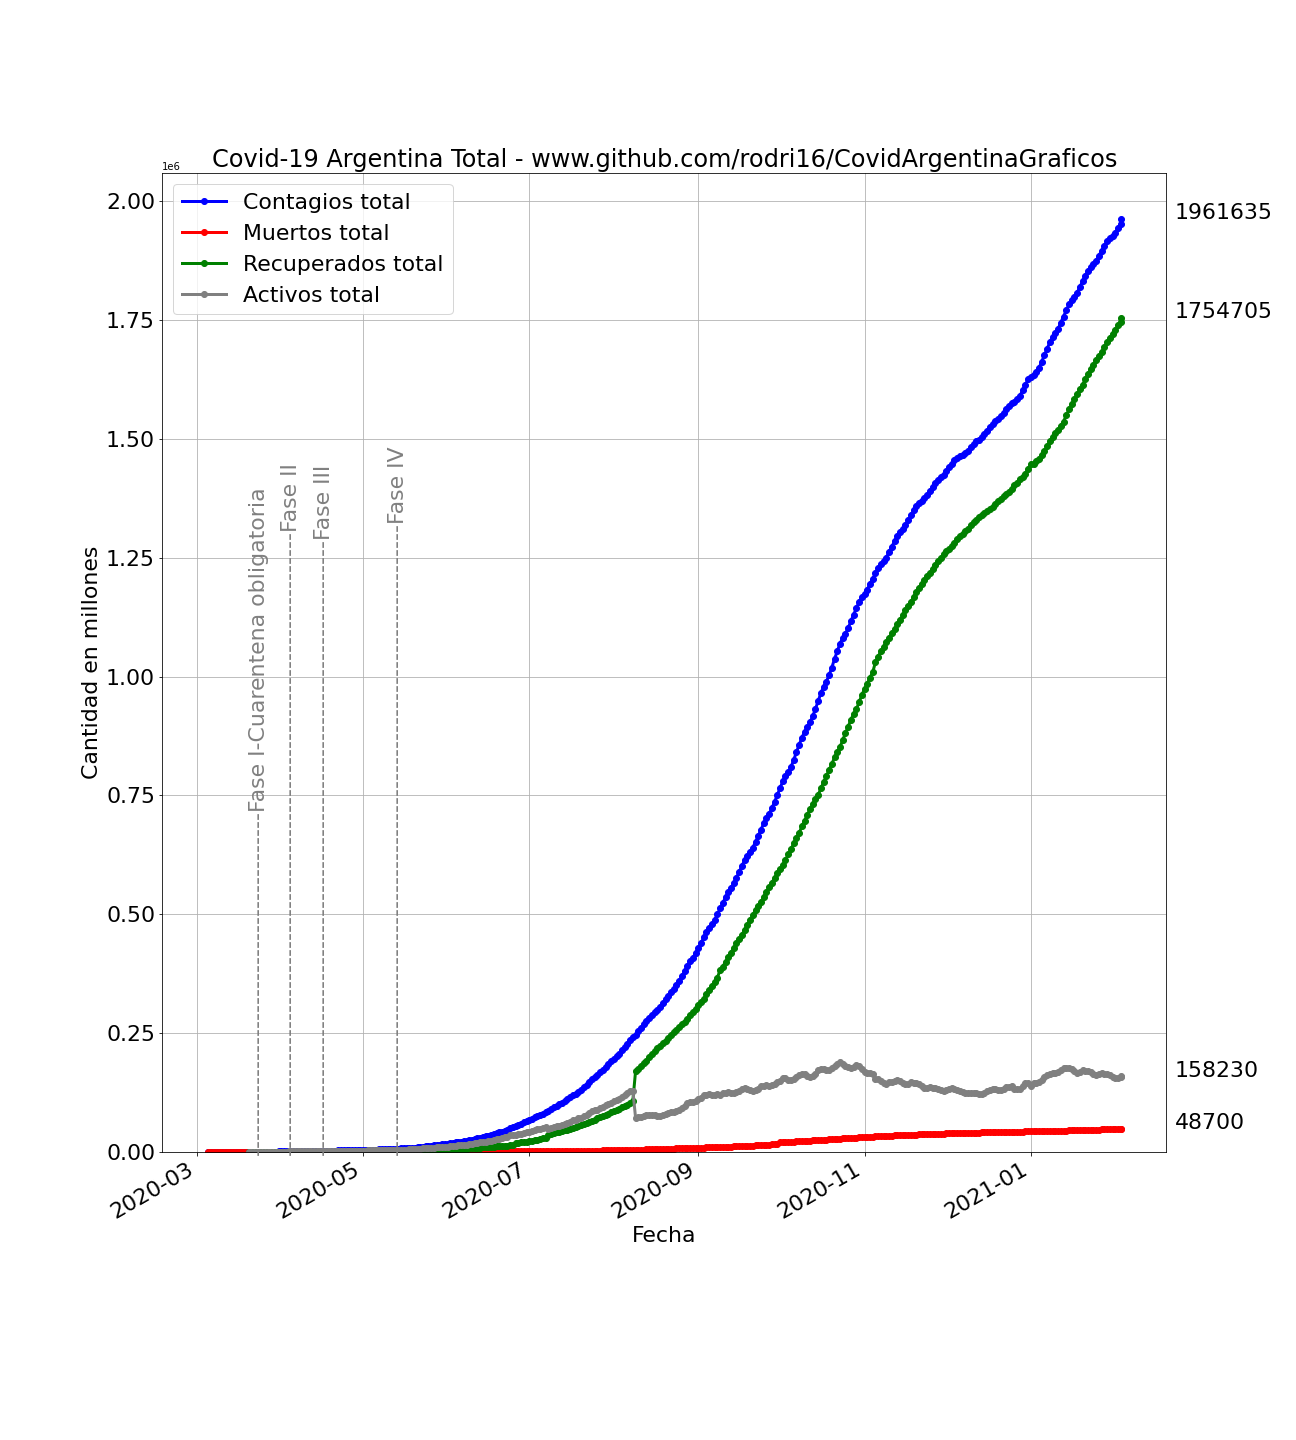 Covid-19 Argentina Total - www.github.com/rodri16/CovidArgentinaGraficos
1e6
Contagios total
Muertos total
Recuperados total
Activos total
2.00
1.75
1.50
1.25
1.00
0.75
0.50
0.25
0.00
Cantidad en millones
Fase I-Cuarentena obligatoria
Fase II
Fase III
Fase IV
1961635
1754705
158230
48700
2020-03
2020-05
2020-07
2020-09
2020-11
2021-01
Fecha